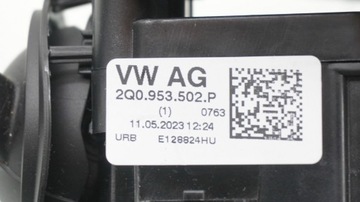 VW AG
2Q0.953.502.P
(1) 0763
11.05.2023 12:24
URB E128824HU